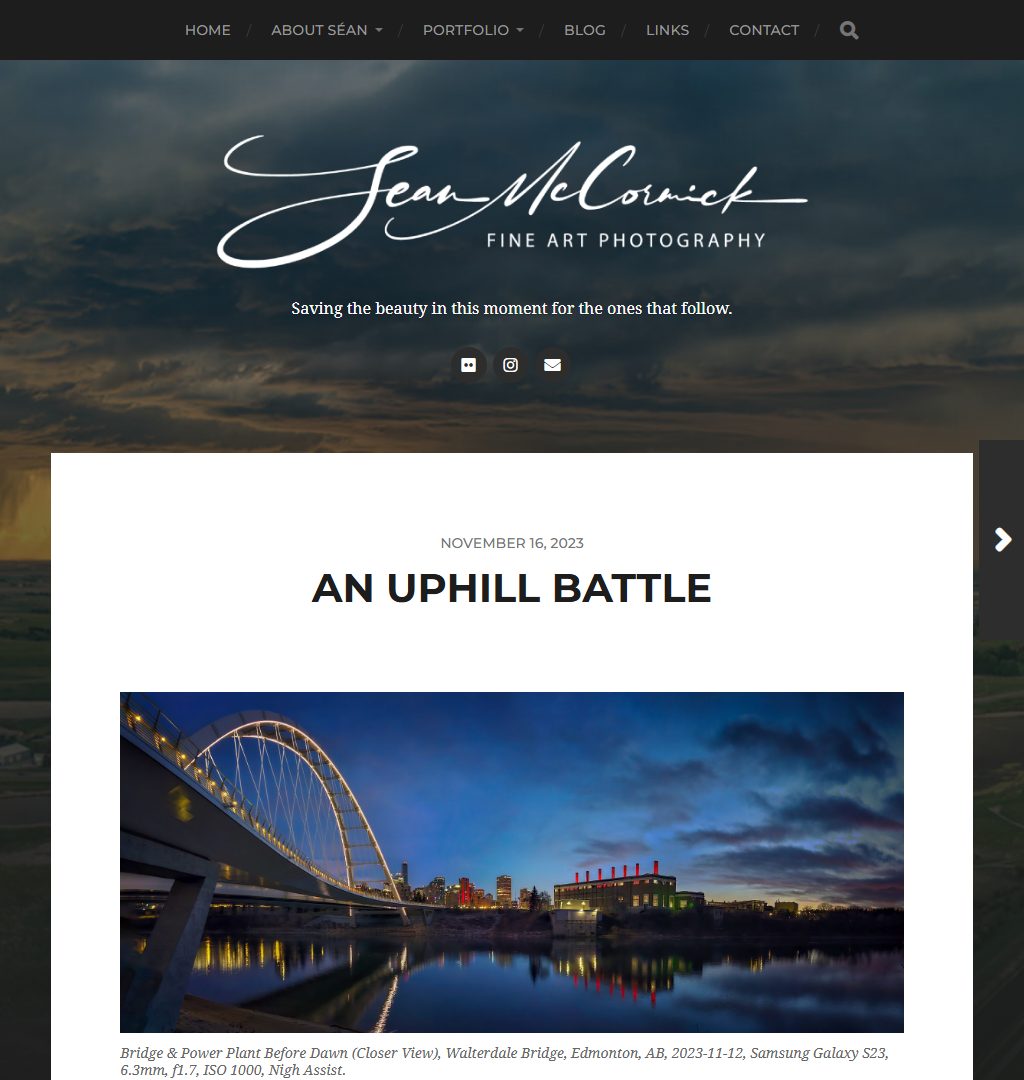 HOME / ABOUT SÉAN / PORTFOLIO / BLOG / LINKS / CONTACT /
Sean McCormick
FINE ART PHOTOGRAPHY
Saving the beauty in this moment for the ones that follow.
NOVEMBER 16, 2023
AN UPHILL BATTLE
Bridge & Power Plant Before Dawn (Closer View), Walterdale Bridge, Edmonton, AB, 2023-11-12, Samsung Galaxy S23,
6.3mm, f1.7, ISO 1000, Nigh Assist.